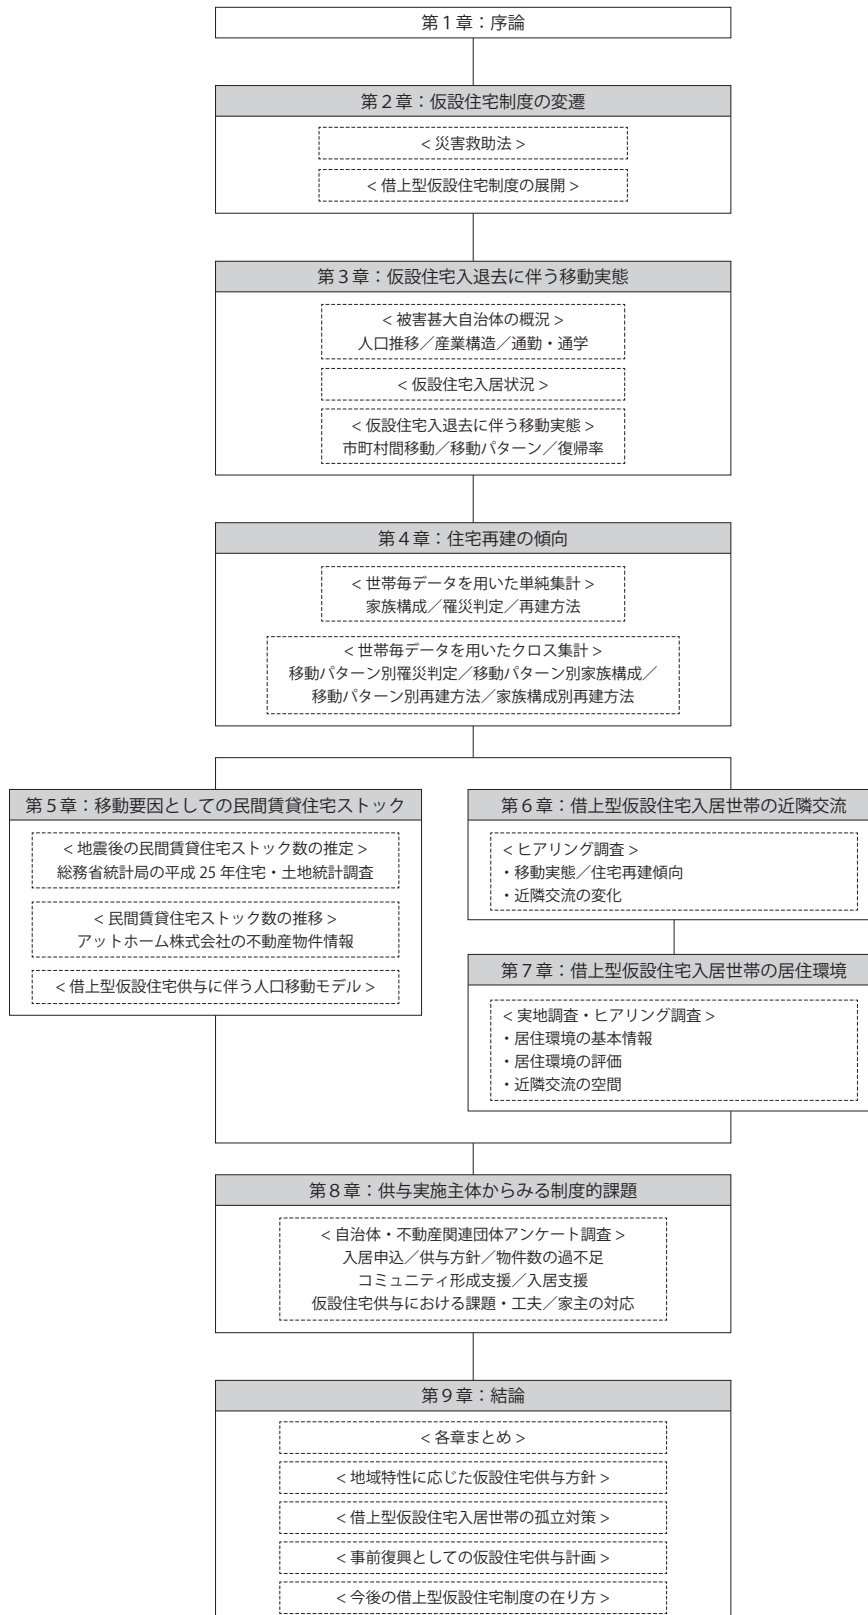 第1章：序論
第2章：仮設住宅制度の変遷
< 災害救助法 >
< 借上型仮設住宅制度の展開 >
第3章：仮設住宅入退去に伴う移動実態
< 被害甚大自治体の概況 >
人口推移／産業構造／通勤・通学
< 仮設住宅入居状況 >
< 仮設住宅入退去に伴う移動実態 >
市町村間移動／移動パターン／復帰率
第4章：住宅再建の傾向
< 世帯毎データを用いた単純集計 >
家族構成／罹災判定／再建方法
< 世帯毎データを用いたクロス集計 >
移動パターン別罹災判定／移動パターン別家族構成／
移動パターン別再建方法／家族構成別再建方法
第5章：移動要因としての民間賃貸住宅ストック
< 地震後の民間賃貸住宅ストック数の推定 >
総務省統計局の平成 25 年住宅・土地統計調査
< 民間賃貸住宅ストック数の推移 >
アットホーム株式会社の不動産物件情報
< 借上型仮設住宅供与に伴う人口移動モデル >
第6章：借上型仮設住宅入居世帯の近隣交流
< ヒアリング調査 >
・移動実態／住宅再建傾向
・近隣交流の変化
第7章：借上型仮設住宅入居世帯の居住環境
< 実地調査・ヒアリング調査 >
・居住環境の基本情報
・居住環境の評価
・近隣交流の空間
第8章：供与実施主体からみる制度的課題
< 自治体・不動産関連団体アンケート調査 >
入居申込／供与方針／物件数の過不足
コミュニティ形成支援／入居支援
仮設住宅供与における課題・工夫／家主の対応
第9章：結論
< 各章まとめ >
< 地域特性に応じた仮設住宅供与方針 >
< 借上型仮設住宅入居世帯の孤立対策 >
< 事前復興としての仮設住宅供与計画 >
< 今後の借上型仮設住宅制度の在り方 >